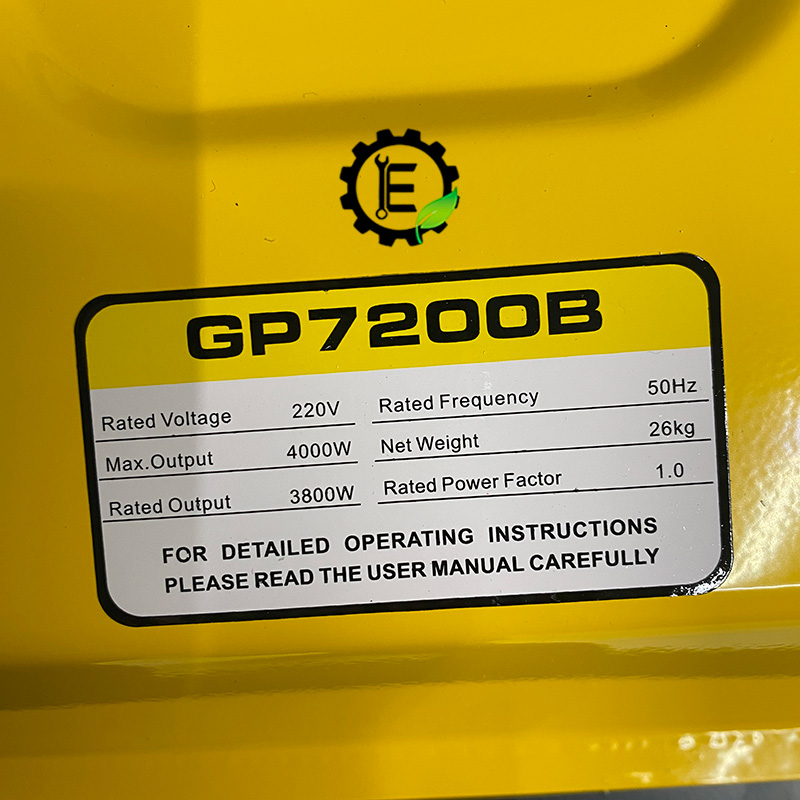 E
GP7200B
Rated Voltage 220V
Rated Frequency 50Hz
Max.Output 4000W
Net Weight 26kg
Rated Output 3800W
Rated Power Factor 1.0
FOR DETAILED OPERATING INSTRUCTIONS
PLEASE READ THE USER MANUAL CAREFULLY